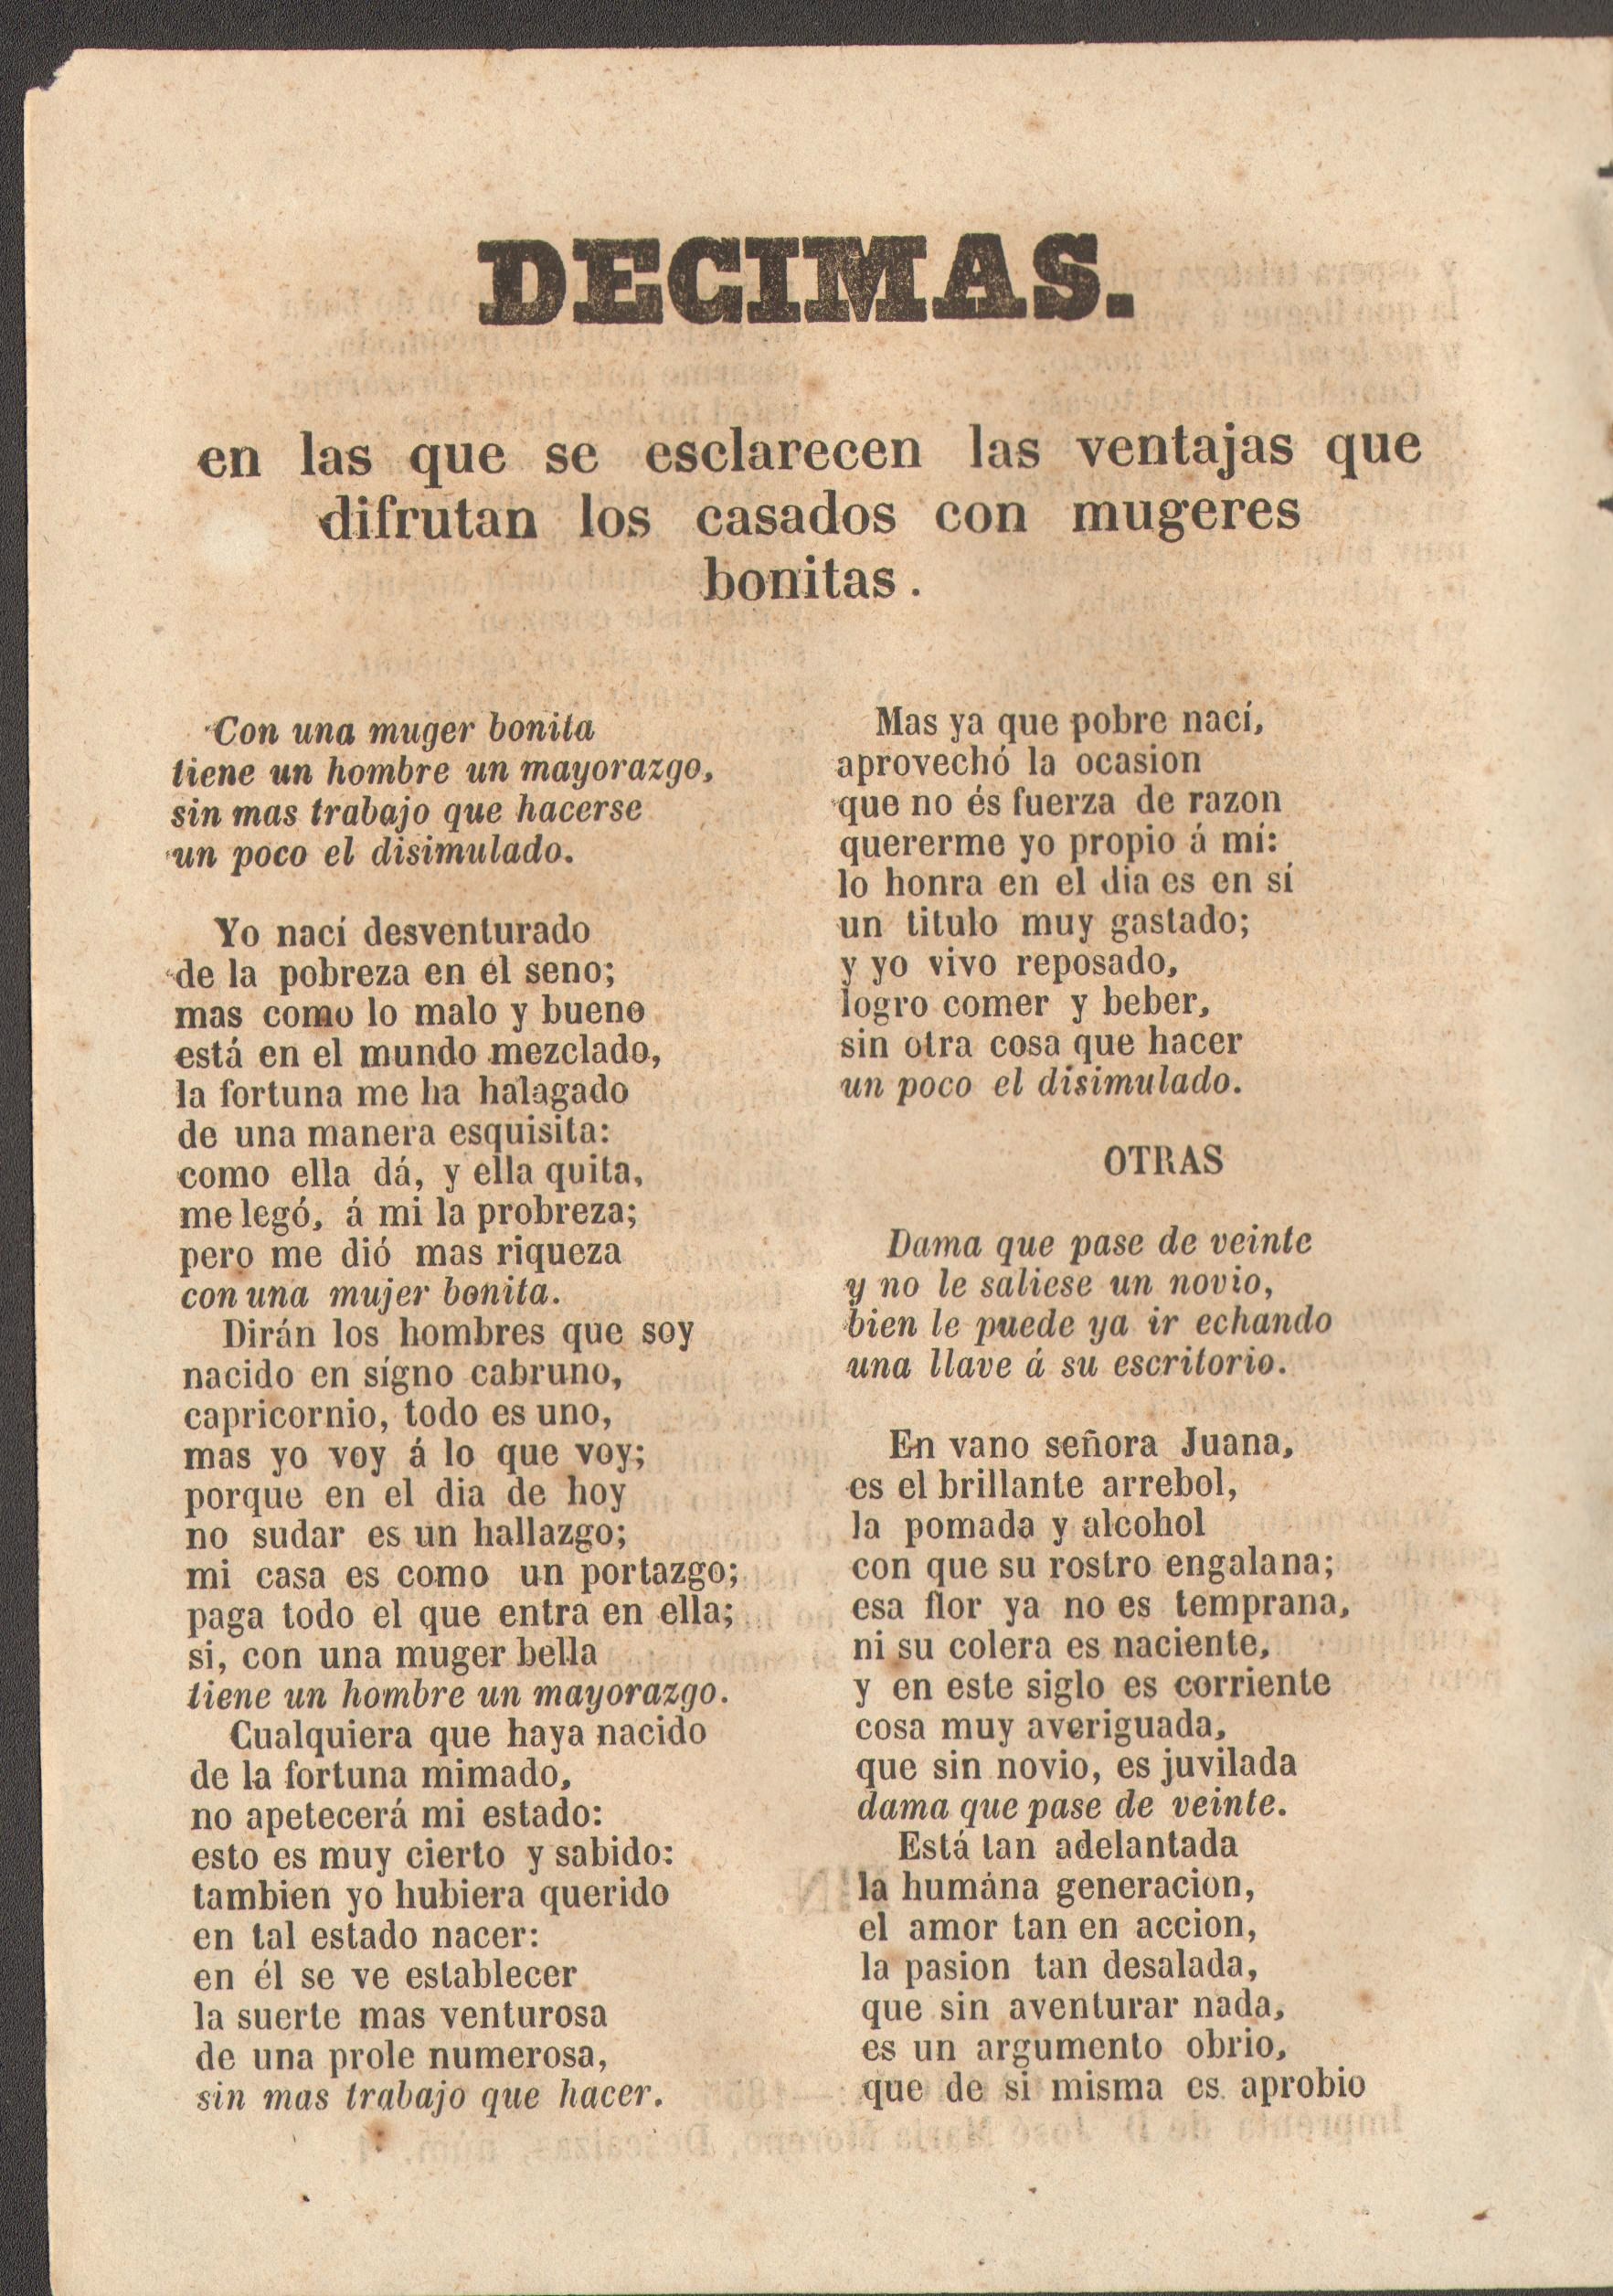 DECIMAS.
en las que se esclarecen las ventajas que
difrutan los casados con mugeres
bonitas.
Con una muger bonita
tiene un hombre un mayorazgo,
sin mas trabajo que hacerse
un poco el disimulado.
Yo nací desventurado
de la pobreza en el seno;
mas como lo malo y bueno
está en el mundo mezclado,
la fortuna me ha halagado
de una manera esquisita:
como ella dá, y ella quita,
me legó, á mi la probreza;
pero me dió mas riqueza
con una mujer bonita.
Dirán los hombres que soy
nacido en signo cabruno,
capricornio, todo es uno,
mas yo voy á lo que voy;
porque en el dia de hoy
no sudar es un hallazgo;
mi casa es como un portazgo;
paga todo el que entra en ella;
si, con una muger bella
tiene un hombre un mayorazgo.
Cualquiera que haya nacido
de la fortuna mimado,
no apetecerá mi estado:
esto es muy cierto y sabido:
tambien yo hubiera querido
en tal estado nacer:
en él se ve establecer
la suerte mas venturosa
de una prole numerosa,
sin mas trabajo que hacer.
Mas ya que pobre nací,
aprovechó la ocasion
que no és fuerza de razon
quererme yo propio á mí:
lo honra en el dia es en sí
un titulo muy gastado;
y yo vivo reposado,
logro comer y beber,
sin otra cosa que hacer
un poco el disimulado.
OTRAS
Dama que pase de veinte
y no le saliese un novio,
bien le puede ya ir echando
una llave á su escritorio.
En vano señora Juana,
es el brillante arrebol,
la pomada y alcohol
con que su rostro engalana;
esa flor ya no es temprana,
ni su colera es naciente,
y en este siglo es corriente
cosa muy averiguada,
que sin novio, es juvilada
dama que pase de veinte.
Está tan adelantada
la humána generacion,
el amor tan en accion,
la pasion tan desalada,
que sin aventurar nada,
es un argumento obrio,
que de si misma es aprobio